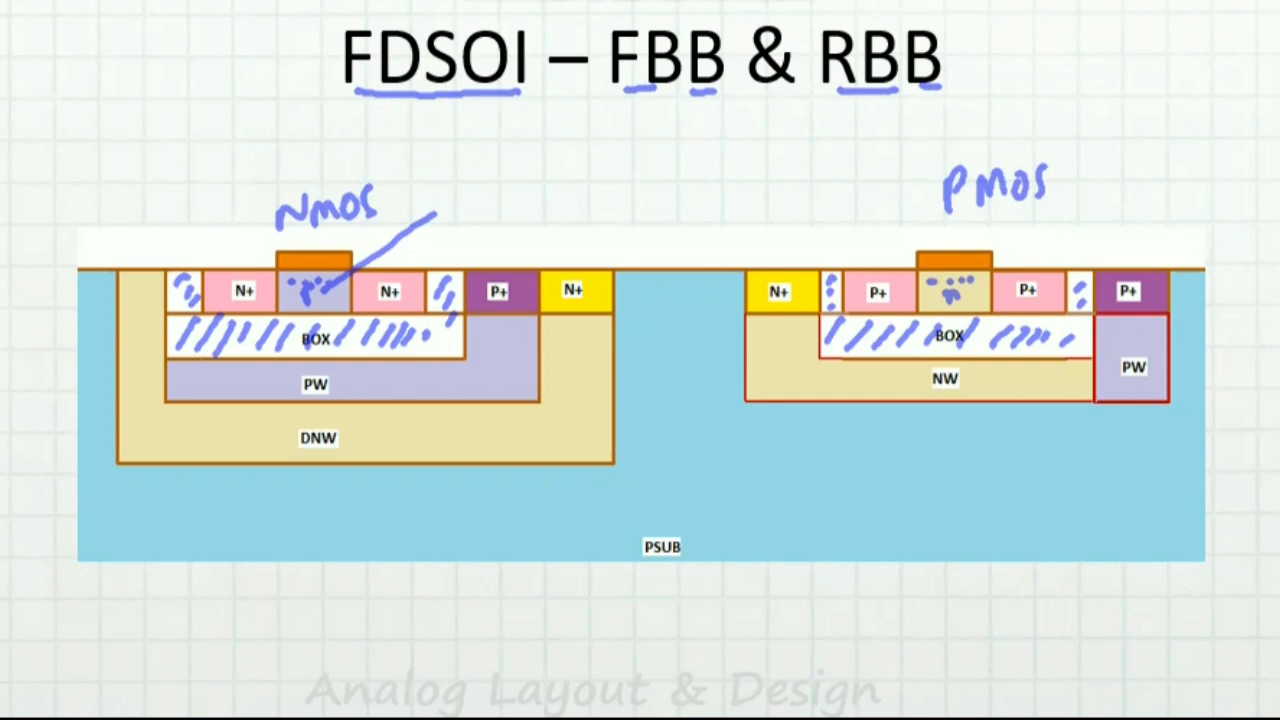 FDSOI – FBB & RBB
NMOS
PMOS
N+ N+ P+ N+
N+ P+ P+ P+
BOX
BOX
PW
NW
PW
DNW
PSUB
Analog Layout & Design